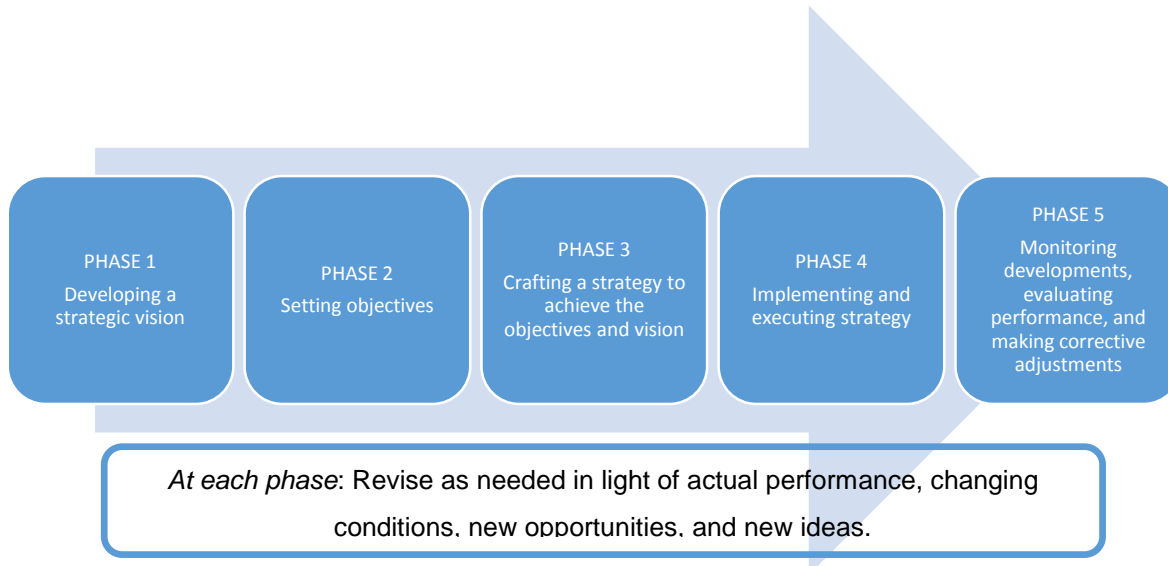 PHASE 1
Developing a
strategic vision
PHASE 2
Setting objectives
PHASE 3
Crafting a strategy to
achieve the
objectives and vision
PHASE 4
Implementing and
executing strategy
PHASE 5
Monitoring
developments,
evaluating
performance, and
making corrective
adjustments
At each phase: Revise as needed in light of actual performance, changing
conditions, new opportunities, and new ideas.